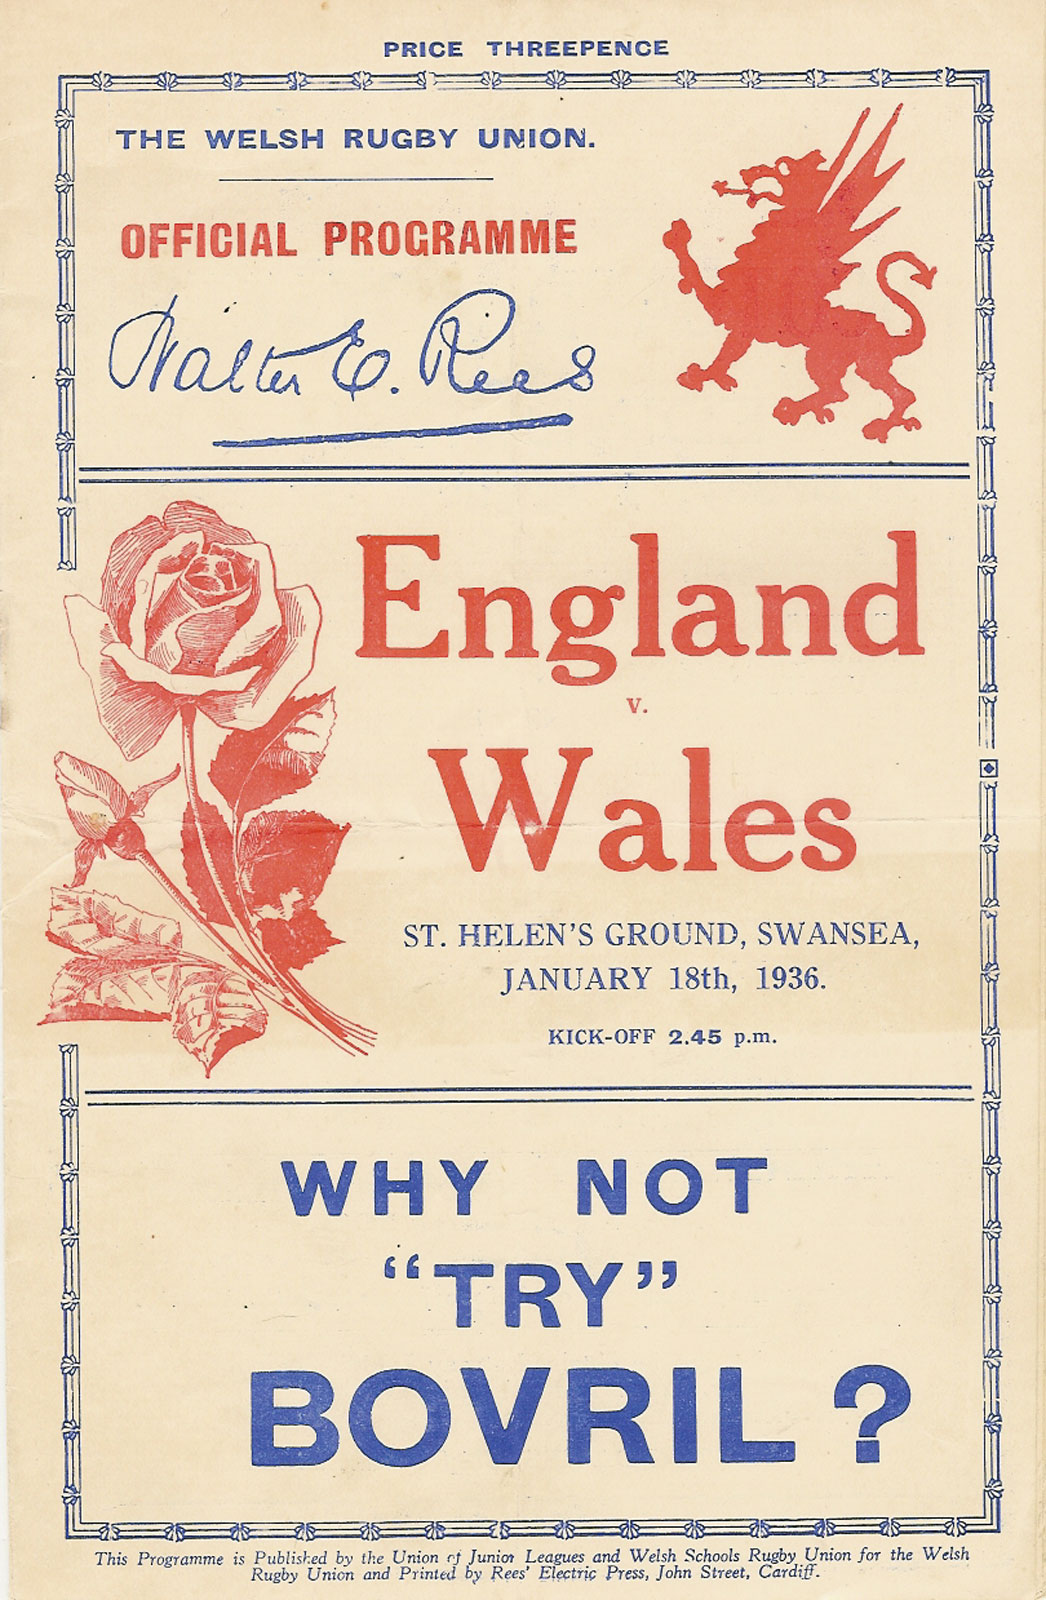 PRICE THREEPENCE
THE WELSH RUGBY UNION.
OFFICIAL PROGRAMME
Walter E. Rees
England
v.
Wales
ST. HELEN'S GROUND, SWANSEA,
JANUARY 18th, 1936.
KICK-OFF 2.45 p.m.
WHY NOT
"TRY"
BOVRIL ?
This Programme is Published by the Union of Junior Leagues and Welsh Schools Rugby Union for the Welsh
Rugby Union and Printed by Rees' Electric Press, John Street, Cardiff.